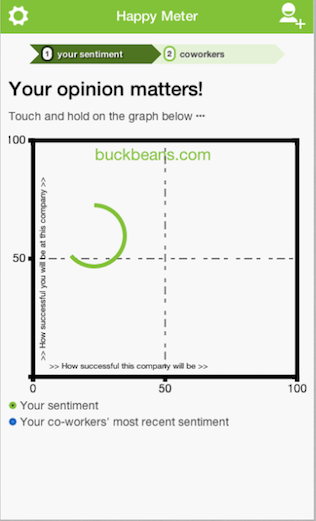 Happy Meter
1 your sentiment
2 coworkers
Your opinion matters!
Touch and hold on the graph below •••
100
buckbeans.com
50
>> How successful you will be at this company >>
>> How successful this company will be >>
0
50
100
Your sentiment
Your co-workers' most recent sentiment